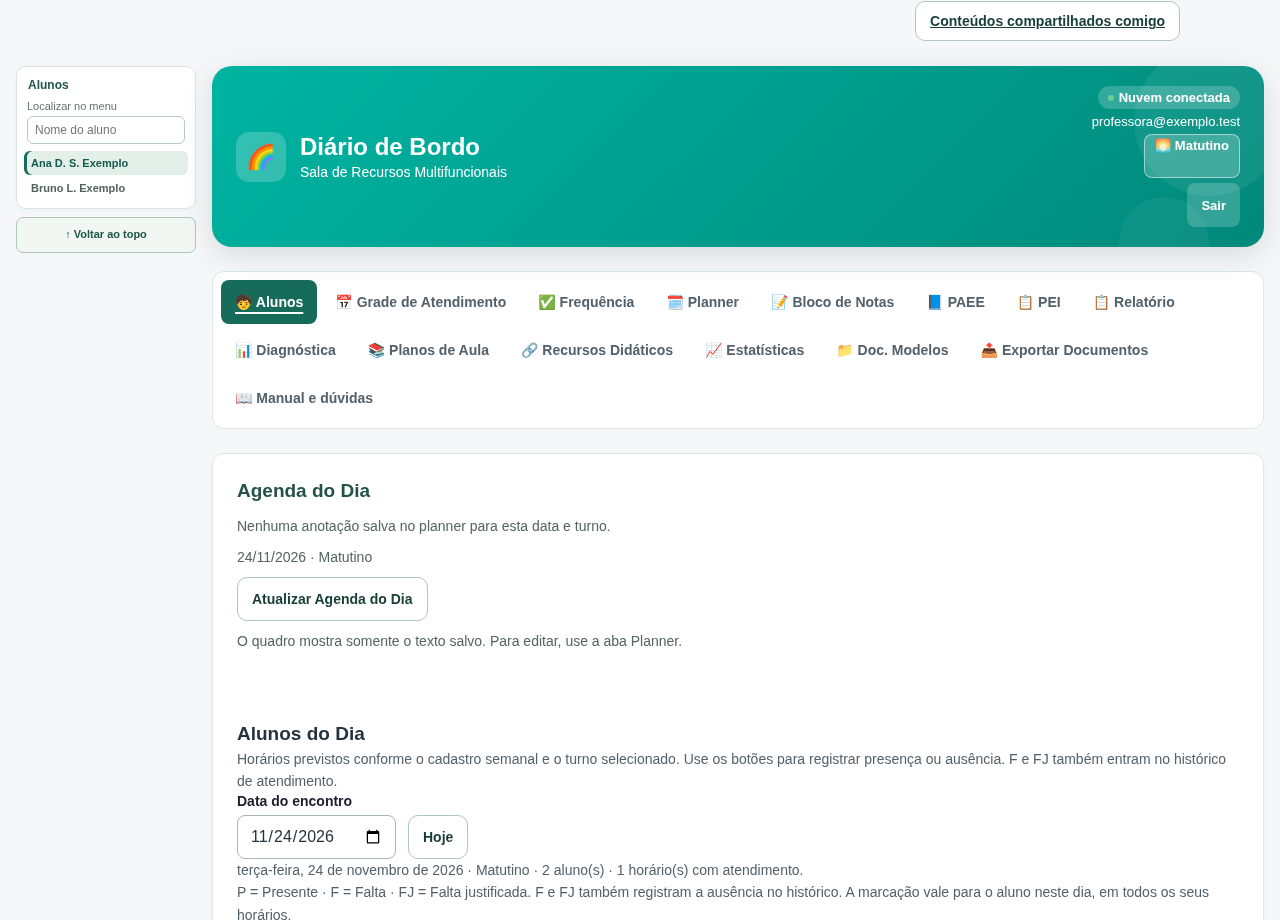 Conteúdos compartilhados comigo
Alunos
Localizar no menu
Nome do aluno
Ana D. S. Exemplo
Bruno L. Exemplo
↑ Voltar ao topo
Diário de Bordo
Sala de Recursos Multifuncionais
Nuvem conectada
professora@exemplo.test
Matutino
Sair
Alunos
Grade de Atendimento
Frequência
Planner
Bloco de Notas
PAEE
PEI
Relatório
Diagnóstica
Planos de Aula
Recursos Didáticos
Estatísticas
Doc. Modelos
Exportar Documentos
Manual e dúvidas
Agenda do Dia
Nenhuma anotação salva no planner para esta data e turno.
24/11/2026 · Matutino
Atualizar Agenda do Dia
O quadro mostra somente o texto salvo. Para editar, use a aba Planner.
Alunos do Dia
Horários previstos conforme o cadastro semanal e o turno selecionado. Use os botões para registrar presença ou ausência. F e FJ também entram no histórico
de atendimento.
Data do encontro
11/24/2026
Hoje
terça-feira, 24 de novembro de 2026 · Matutino · 2 aluno(s) · 1 horário(s) com atendimento.
P = Presente · F = Falta · FJ = Falta justificada. F e FJ também registram a ausência no histórico. A marcação vale para o aluno neste dia, em todos os seus
horários.